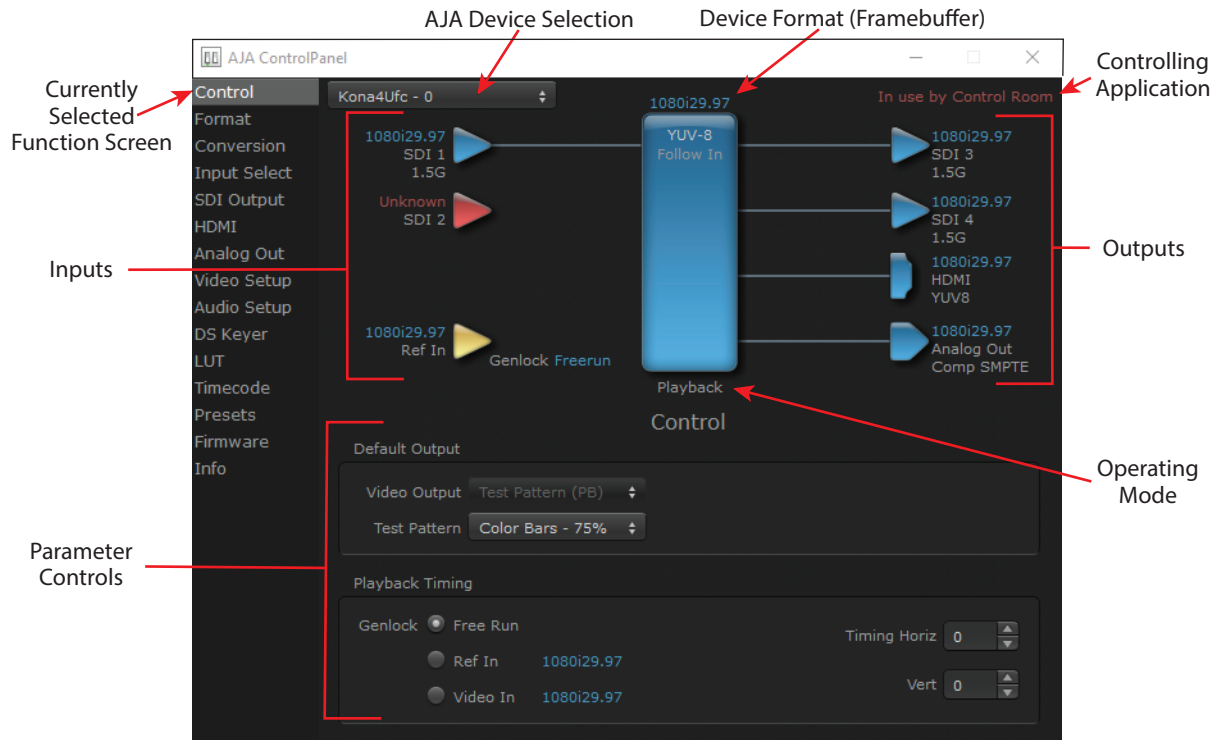 AJA Device Selection
Device Format (Framebuffer)
AJA ControlPanel
Currently
Selected
Function Screen
Controlling
Application
Control
Format
Conversion
Input Select
SDI Output
HDMI
Analog Out
Video Setup
Audio Setup
DS Keyer
LUT
Timecode
Presets
Firmware
Info
Kona4Ufc - 0
1080i29.97
In use by Control Room
Inputs
1080i29.97
SDI 1
1.5G
Unknown
SDI 2
1080i29.97
Ref In
Genlock Freerun
YUV-8
Follow In
Playback
1080i29.97
SDI 3
1.5G
1080i29.97
SDI 4
1.5G
1080i29.97
HDMI
YUV8
1080i29.97
Analog Out
Comp SMPTE
Outputs
Operating
Mode
Parameter
Controls
Control
Default Output
Video Output Test Pattern (PB)
Test Pattern Color Bars - 75%
Playback Timing
Genlock Free Run
Ref In 1080i29.97
Video In 1080i29.97
Timing Horiz 0
Vert 0